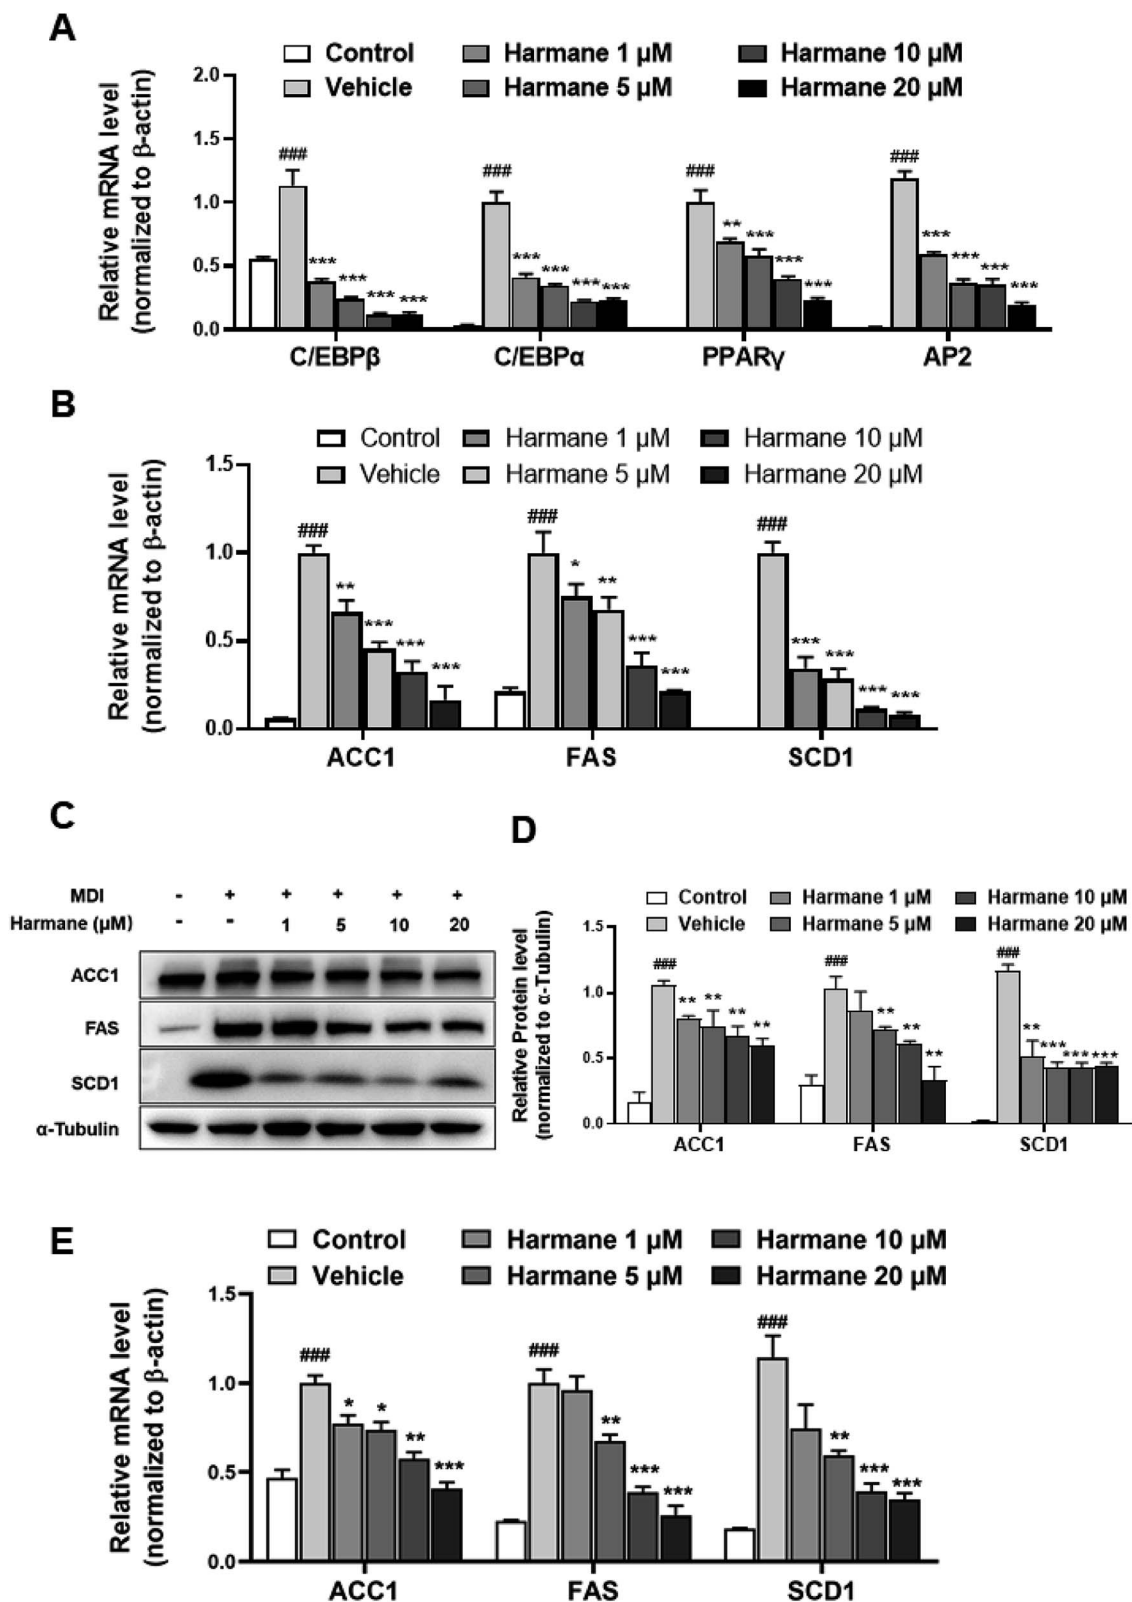 A
Control Harmane 1 μM Harmane 10 μM
Vehicle Harmane 5 μM Harmane 20 μM
Relative mRNA level
(normalized to β-actin)
2.0
1.5
1.0
0.5
0.0
###
***
***
***
***
###
***
***
***
***
###
**
***
***
***
###
***
***
***
***
C/EBPβ C/EBPα PPARγ AP2
B
Control Harmane 1 μM Harmane 10 μM
Vehicle Harmane 5 μM Harmane 20 μM
Relative mRNA level
(normalized to β-actin)
1.5
1.0
0.5
0.0
###
**
***
***
***
###
*
**
***
***
###
***
***
***
***
ACC1 FAS SCD1
C
MDI - + + + + +
Harmane (μM) - - 1 5 10 20
ACC1
FAS
SCD1
α-Tubulin
D
Control Harmane 1 μM Harmane 10 μM
Vehicle Harmane 5 μM Harmane 20 μM
Relative Protein level
(normalized to α-Tubulin)
1.5
1.0
0.5
0.0
###
**
**
**
**
###
**
**
**
###
**
***
***
***
ACC1 FAS SCD1
E
Control Harmane 1 μM Harmane 10 μM
Vehicle Harmane 5 μM Harmane 20 μM
Relative mRNA level
(normalized to β-actin)
1.5
1.0
0.5
0.0
###
*
*
**
***
###
**
***
***
###
**
***
***
ACC1 FAS SCD1